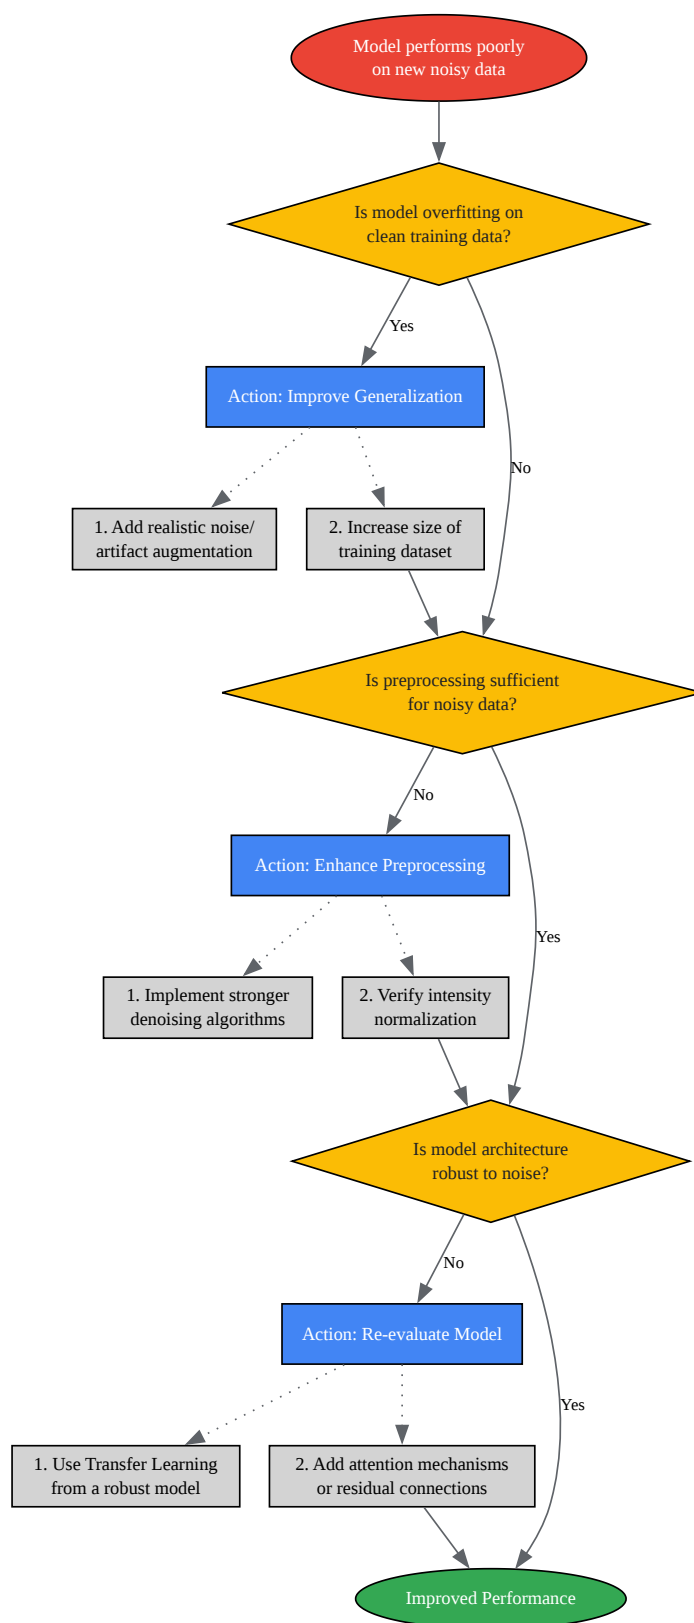 Model performs poorly
on new noisy data
Is model overfitting on
clean training data?
Yes
Action: Improve Generalization
No
1. Add realistic noise/
artifact augmentation
2. Increase size of
training dataset
Is preprocessing sufficient
for noisy data?
No
Action: Enhance Preprocessing
Yes
1. Implement stronger
denoising algorithms
2. Verify intensity
normalization
Is model architecture
robust to noise?
No
Action: Re-evaluate Model
Yes
1. Use Transfer Learning
from a robust model
2. Add attention mechanisms
or residual connections
Improved Performance